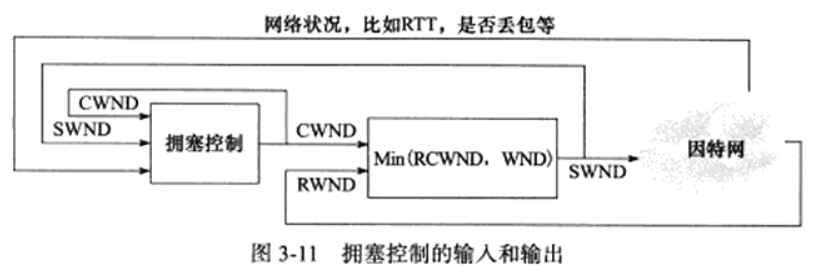 网络状况，比如RTT，是否丢包等
CWND
SWND
拥塞控制
CWND
RWND
Min(RCWND，WND)
SWND
因特网
图 3-11 拥塞控制的输入和输出